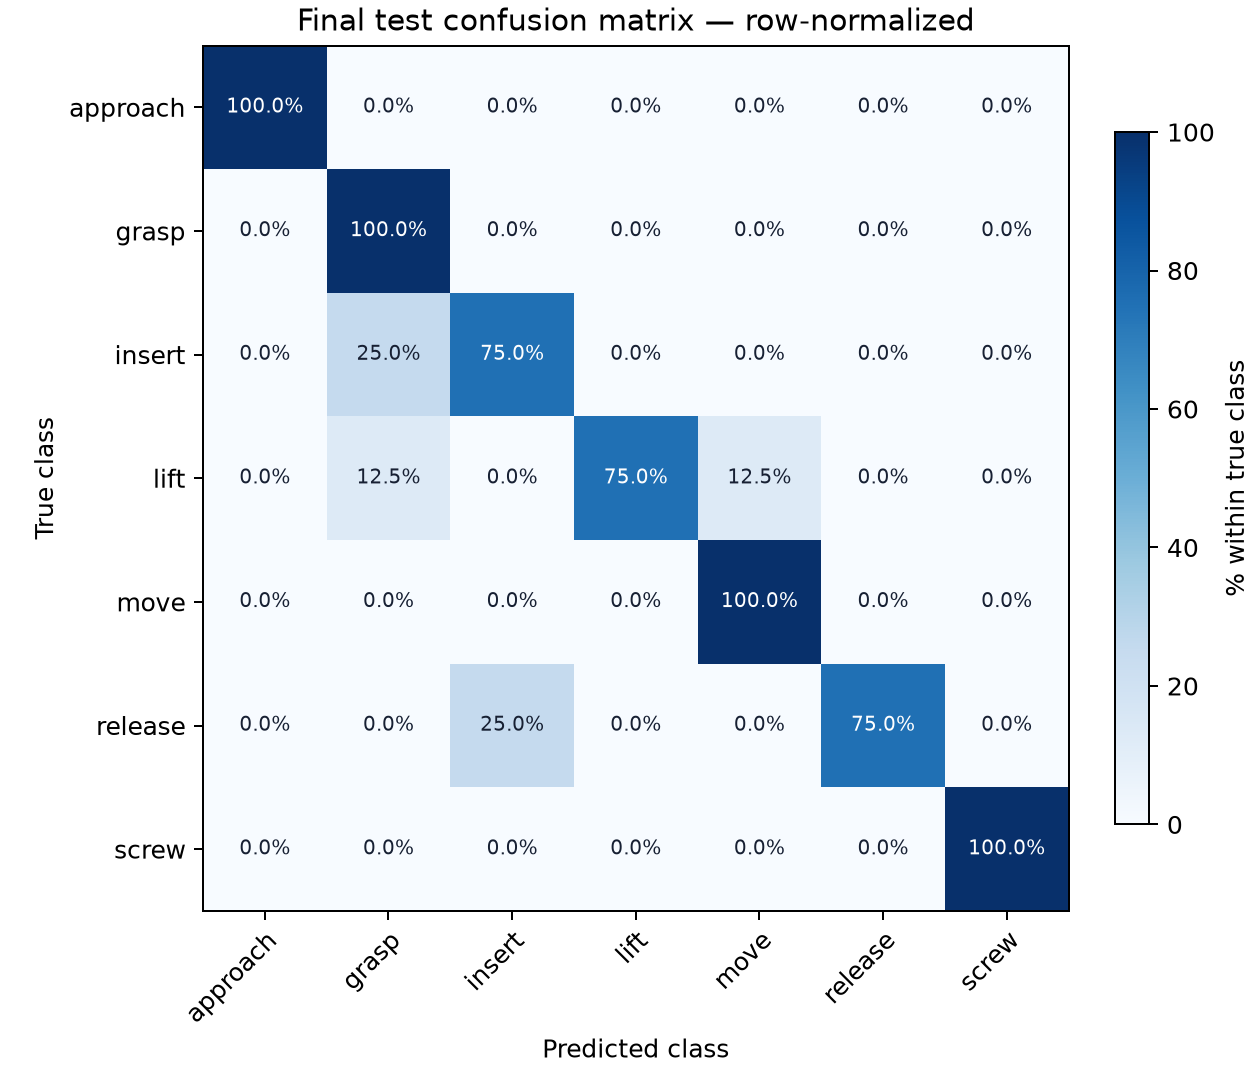 Final test confusion matrix — row-normalized
approach 100.0% 0.0% 0.0% 0.0% 0.0% 0.0% 0.0%
grasp 0.0% 100.0% 0.0% 0.0% 0.0% 0.0% 0.0%
insert 0.0% 25.0% 75.0% 0.0% 0.0% 0.0% 0.0%
lift 0.0% 12.5% 0.0% 75.0% 12.5% 0.0% 0.0%
move 0.0% 0.0% 0.0% 0.0% 100.0% 0.0% 0.0%
release 0.0% 0.0% 25.0% 0.0% 0.0% 75.0% 0.0%
screw 0.0% 0.0% 0.0% 0.0% 0.0% 0.0% 100.0%
True class
approach grasp insert lift move release screw
Predicted class
100
80
60
40
20
0
% within true class